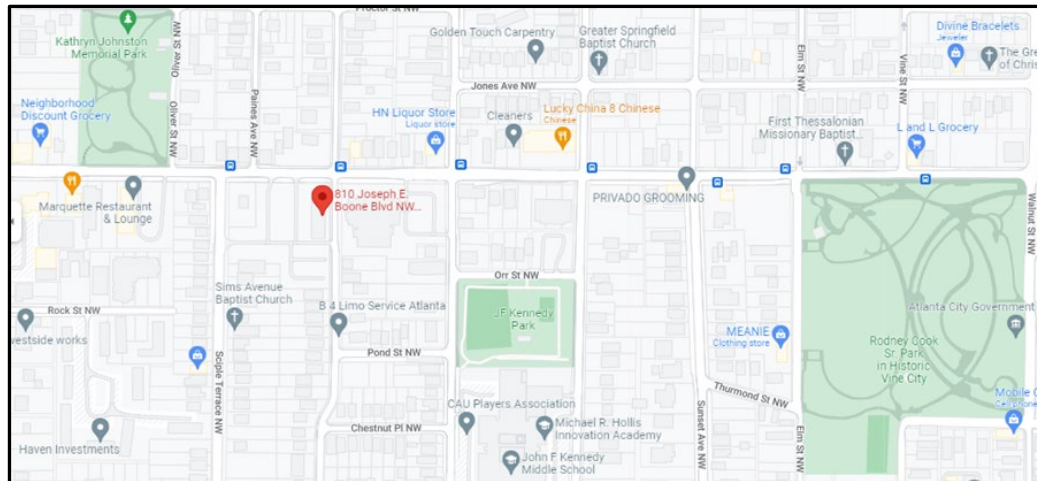 Proctor St NW
Kathryn Johnston
Memorial Park
Oliver St NW
Oliver St NW
Paines Ave NW
Golden Touch Carpentry
Greater Springfield
Baptist Church
Elm St NW
Vine St NW
Divine Bracelets
Jeweler
The Gre
of Chris
Jones Ave NW
Neighborhood
Discount Grocery
HN Liquor Store
Liquor store
Cleaners
Lucky China 8 Chinese
Chinese
First Thessalonian
Missionary Baptist...
L and L Grocery
Marquette Restaurant
& Lounge
810 Joseph E.
Boone Blvd NW...
PRIVADO GROOMING
Walnut St NW
Orr St NW
Sims Avenue
Baptist Church
Rock St NW
B 4 Limo Service Atlanta
JF Kennedy
Park
Atlanta City Government
vestside works
MEANIE
Clothing store
Rodney Cook
Sr. Park
in Historic
Vine City
Pond St NW
Sciple Terrace NW
Thurmond St NW
Mobile C
Cell phone
CAU Players Association
Chestnut Pl NW
Michael R. Hollis
Innovation Academy
Sunset Ave NW
Elm St NW
Haven Investments
John F Kennedy
Middle School